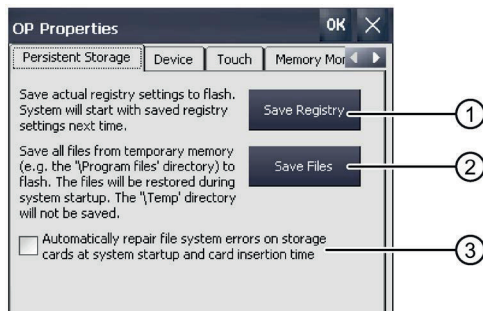 OP Properties OK
Persistent Storage Device Touch Memory Mor
Save actual registry settings to flash.
System will start with saved registry
settings next time.
Save Registry
1
Save all files from temporary memory
(e.g. the "\Program files' directory) to
flash. The files will be restored during
system startup. The "\Temp' directory
will not be saved.
Save Files
2
Automatically repair file system errors on storage
cards at system startup and card insertion time
3